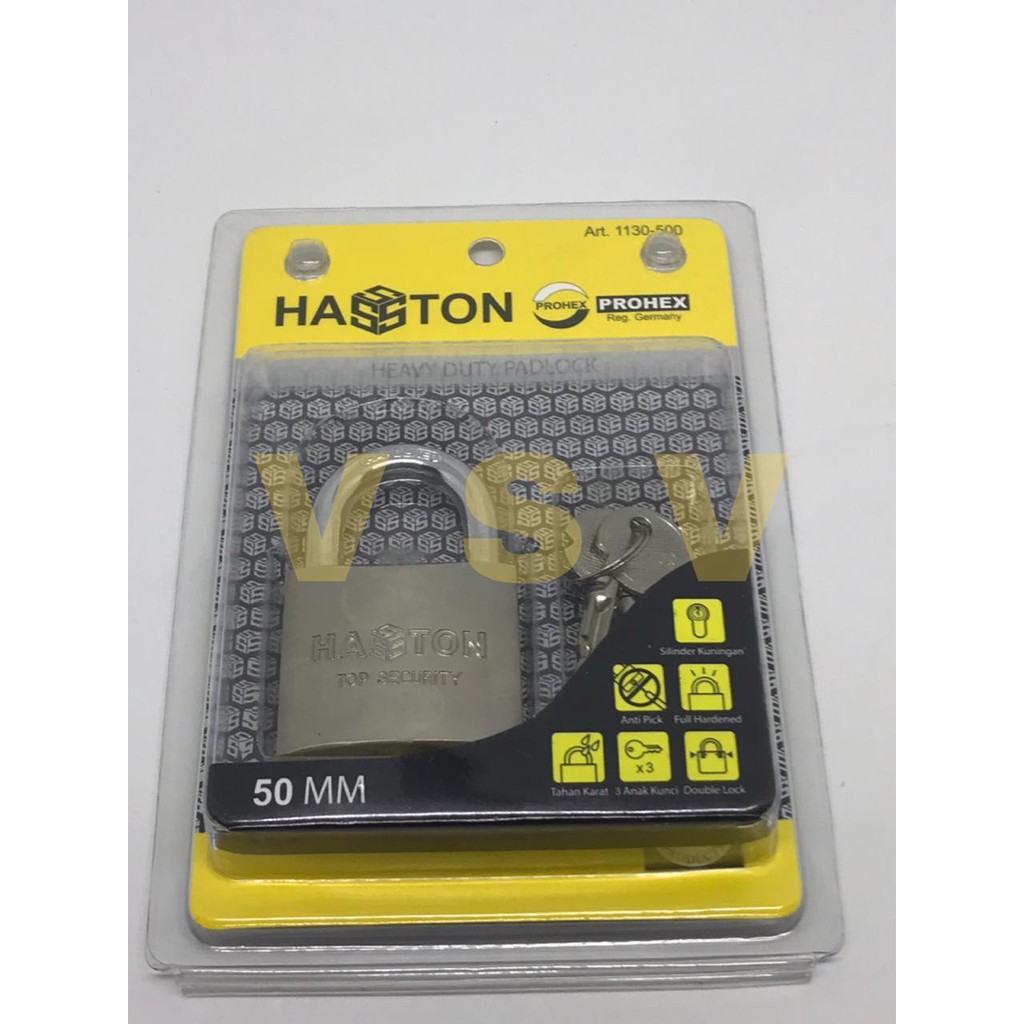 Art. 1130-500
HASSTON
PROHEX
PROHEX
Reg. Germany
HEAVY DUTY PADLOCK
V S V
HASSTON
TOP SECURITY
Silinder Kuningan
Anti Pick
Full Hardened
x3
Tahan Karat
3 Anak Kunci
Double Lock
50 MM